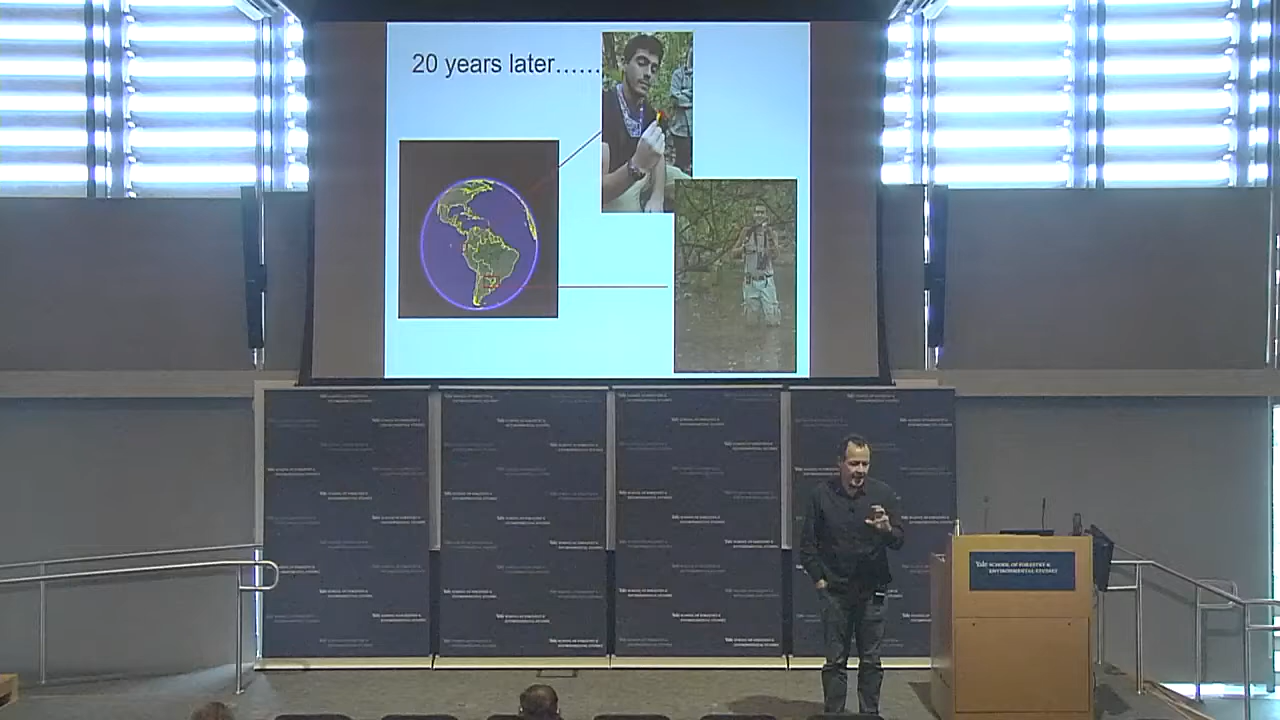 20 years later......
Yale SCHOOL OF FORESTRY &
ENVIRONMENTAL STUDIES